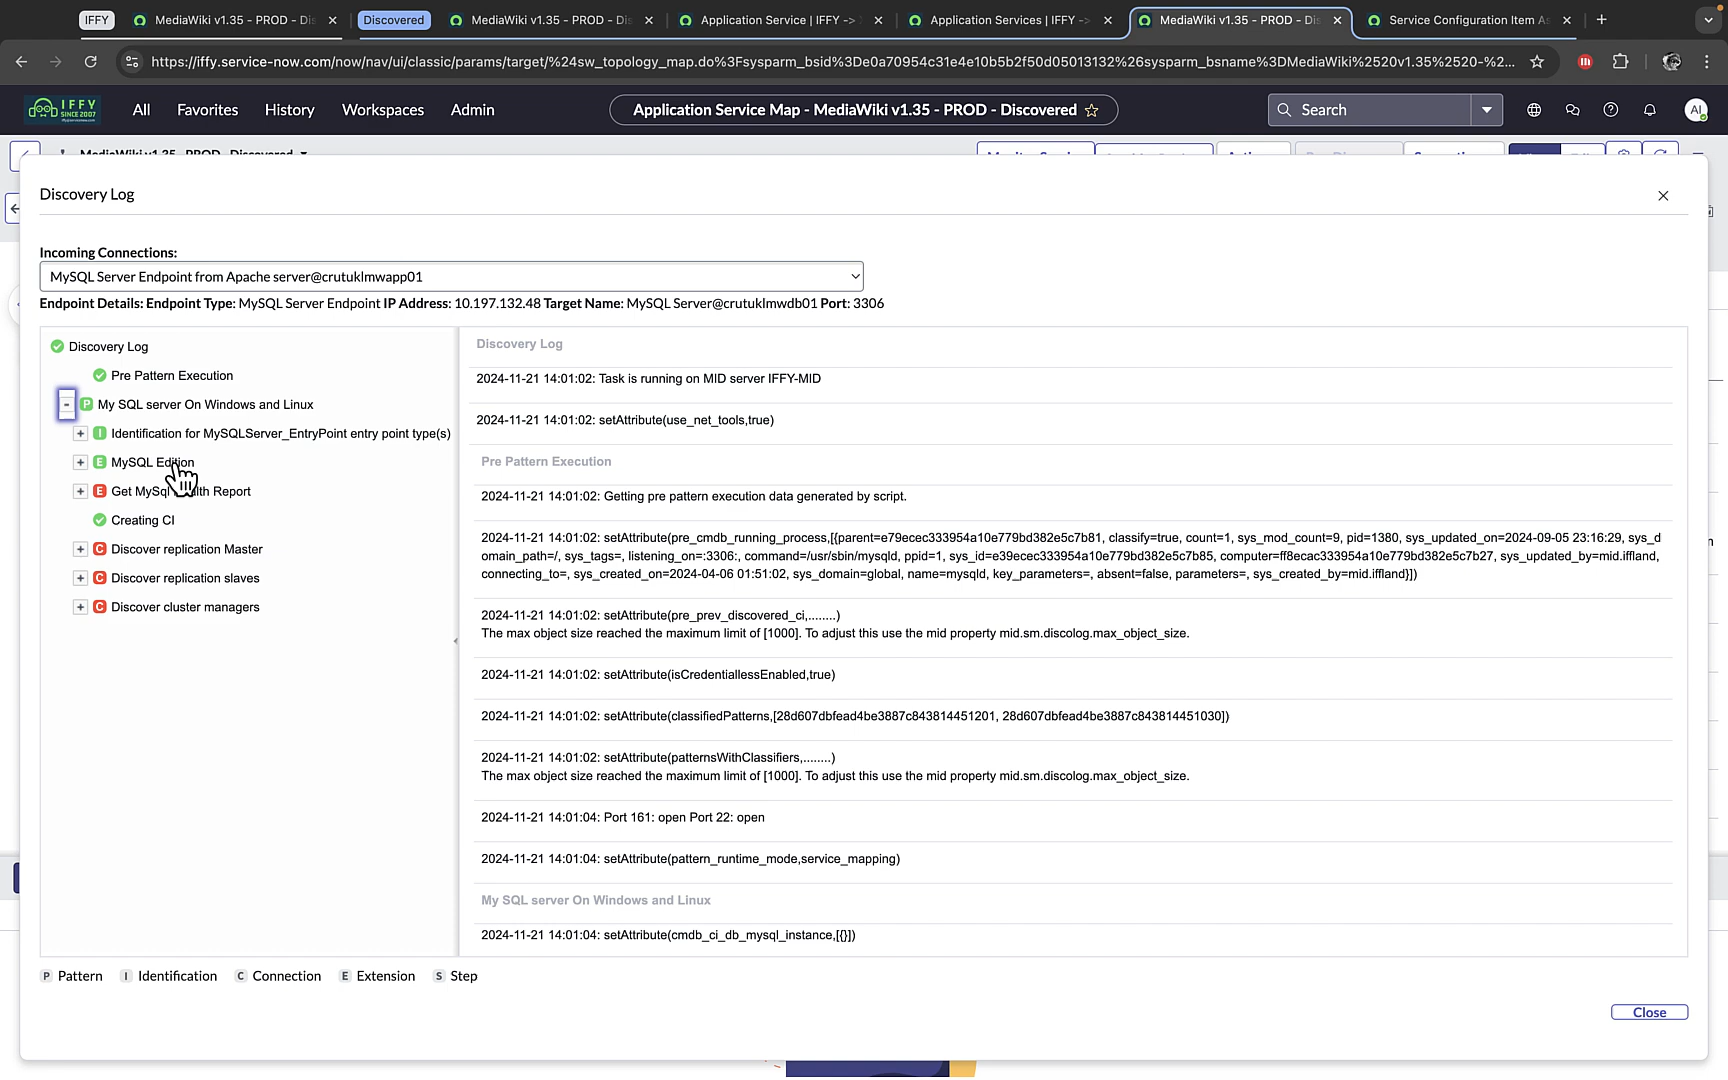 IFFY
MediaWiki v1.35 - PROD - Dis
Discovered
MediaWiki v1.35 - PROD - Dis
Application Service | IFFY ->
Application Services | IFFY ->
MediaWiki v1.35 - PROD - Dis
Service Configuration Item As
https://iffy.service-now.com/now/nav/ui/classic/params/target/%24sw_topology_map.do%3Fsysparm_bsid%3De0a70954c31e4e10b5b2f50d05013132%26sysparm_bsname%3DMediaWiki%2520v1.35%2520-%2...
IFFY
SINCE 2007
All
Favorites
History
Workspaces
Admin
Application Service Map - MediaWiki v1.35 - PROD - Discovered
Search
AI
MediaWiki v1.35 - PROD - Discovered
Discovery Log
Incoming Connections:
MySQL Server Endpoint from Apache server@crutuklmwapp01
Endpoint Details: Endpoint Type: MySQL Server Endpoint IP Address: 10.197.132.48 Target Name: MySQL Server@crutuklmwdb01 Port: 3306
Discovery Log
Pre Pattern Execution
- P My SQL server On Windows and Linux
+ I Identification for MySQLServer_EntryPoint entry point type(s)
+ E MySQL Edition
+ E Get MySql Health Report
Creating CI
+ C Discover replication Master
+ C Discover replication slaves
+ C Discover cluster managers
Discovery Log
2024-11-21 14:01:02: Task is running on MID server IFFY-MID
2024-11-21 14:01:02: setAttribute(use_net_tools,true)
Pre Pattern Execution
2024-11-21 14:01:02: Getting pre pattern execution data generated by script.
2024-11-21 14:01:02: setAttribute(pre_cmdb_running_process,[{parent=e79ecec333954a10e779bd382e5c7b81, classify=true, count=1, sys_mod_count=9, pid=1380, sys_updated_on=2024-09-05 23:16:29, sys_d
omain_path=/, sys_tags=, listening_on=:3306:, command=/usr/sbin/mysqld, ppid=1, sys_id=e39ecec333954a10e779bd382e5c7b85, computer=ff8ecac333954a10e779bd382e5c7b27, sys_updated_by=mid.iffland,
connecting_to=, sys_created_on=2024-04-06 01:51:02, sys_domain=global, name=mysqld, key_parameters=, absent=false, parameters=, sys_created_by=mid.iffland}])
2024-11-21 14:01:02: setAttribute(pre_prev_discovered_ci,........)
The max object size reached the maximum limit of [1000]. To adjust this use the mid property mid.sm.discolog.max_object_size.
2024-11-21 14:01:02: setAttribute(isCredentiallessEnabled,true)
2024-11-21 14:01:02: setAttribute(classifiedPatterns,[28d607dbfead4be3887c843814451201, 28d607dbfead4be3887c843814451030])
2024-11-21 14:01:02: setAttribute(patternsWithClassifiers,........)
The max object size reached the maximum limit of [1000]. To adjust this use the mid property mid.sm.discolog.max_object_size.
2024-11-21 14:01:04: Port 161: open Port 22: open
2024-11-21 14:01:04: setAttribute(pattern_runtime_mode,service_mapping)
My SQL server On Windows and Linux
2024-11-21 14:01:04: setAttribute(cmdb_ci_db_mysql_instance,[{}])
P Pattern I Identification C Connection E Extension S Step
Close